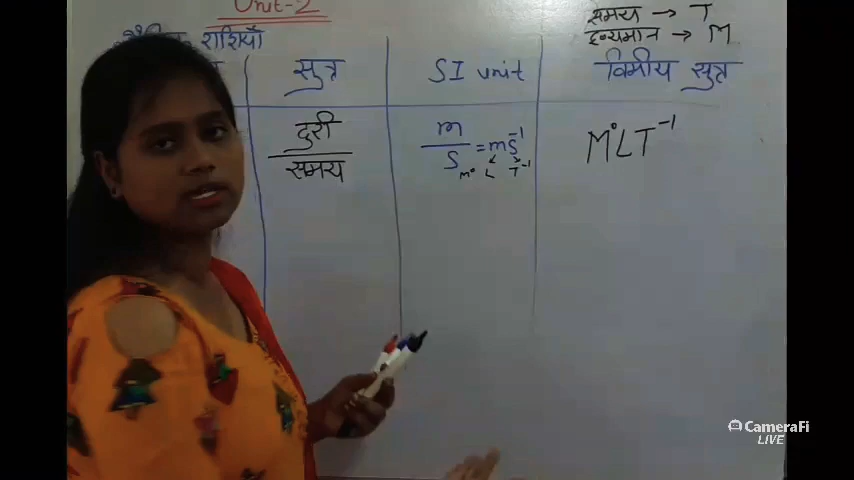 Unit-2
समय → T
द्रव्यमान → M
राशियाँ
सूत्र
SI unit
विमीय सूत्र
दुरी
समय
m
S
= mS⁻¹
M⁰ L T⁻¹
M⁰LT⁻¹
CameraFi
LIVE